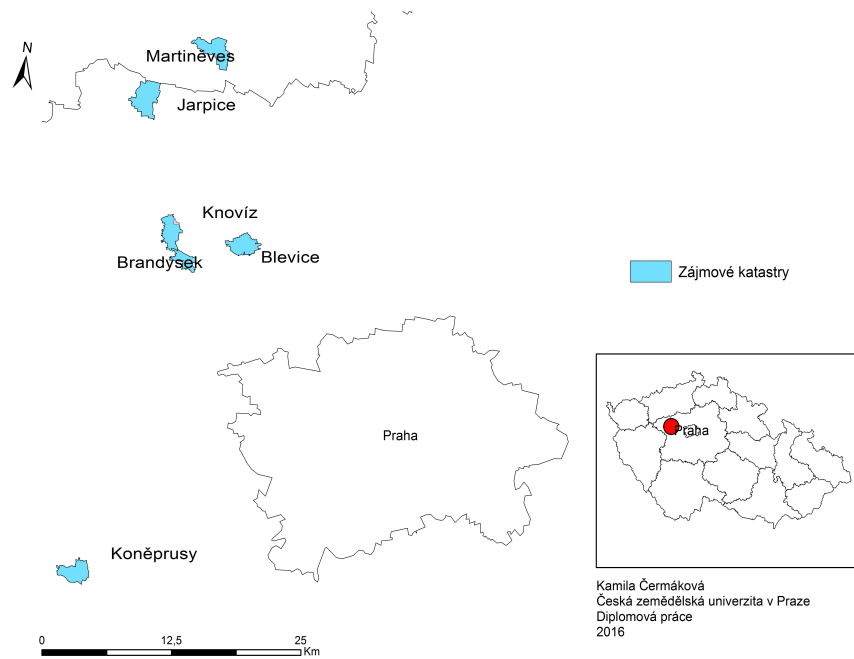 N
Martiněves
Jarpice
Knovíz
Brandýsek
Blevice
Zájmové katastry
Praha
Praha
Koněprusy
Kamila Čermáková
Česká zemědělská univerzita v Praze
Diplomová práce
2016
0 12,5 25
Km